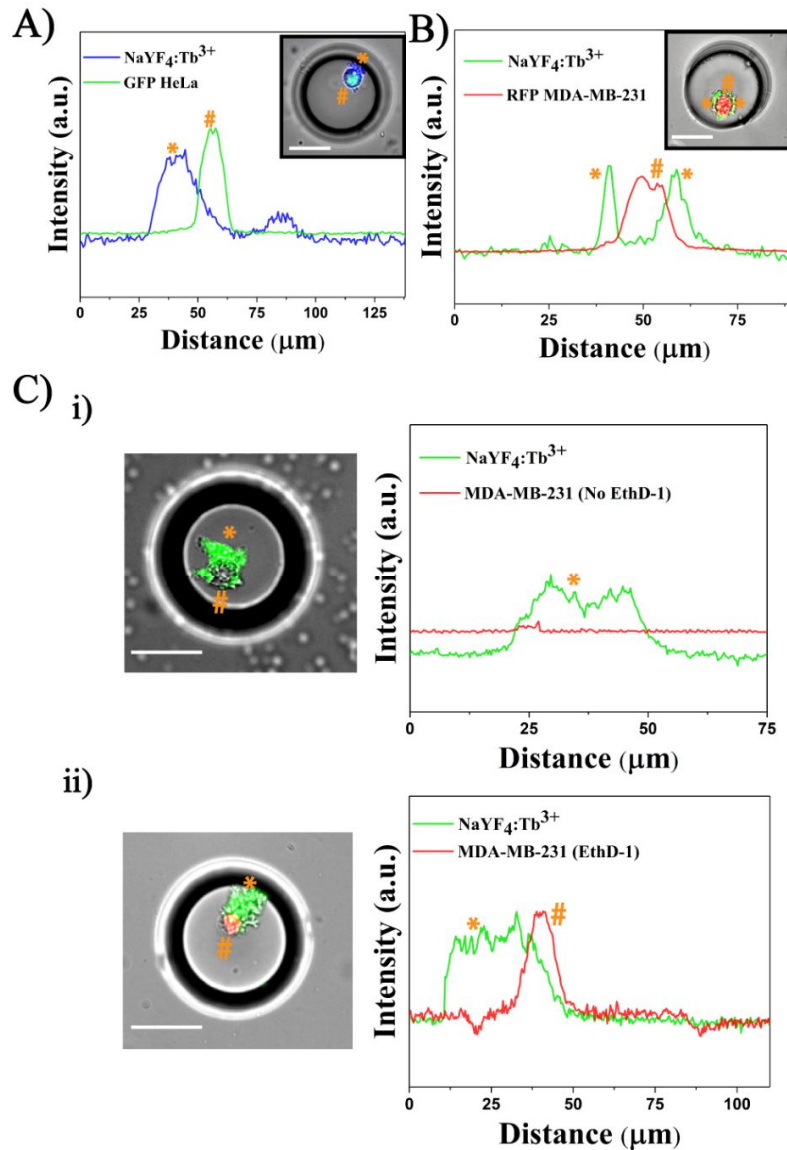 A)
Intensity (a.u.)
NaYF₄:Tb³⁺
GFP HeLa
*
#
*
#
0 25 50 75 100 125
Distance (μm)
B)
Intensity (a.u.)
NaYF₄:Tb³⁺
RFP MDA-MB-231
*
#
*
#
*
*
0 25 50 75
Distance (μm)
C)
i)
*
#
Intensity (a.u.)
NaYF₄:Tb³⁺
MDA-MB-231 (No EthD-1)
*
0 25 50 75
Distance (μm)
ii)
*
#
Intensity (a.u.)
NaYF₄:Tb³⁺
MDA-MB-231 (EthD-1)
*
#
0 25 50 75 100
Distance (μm)